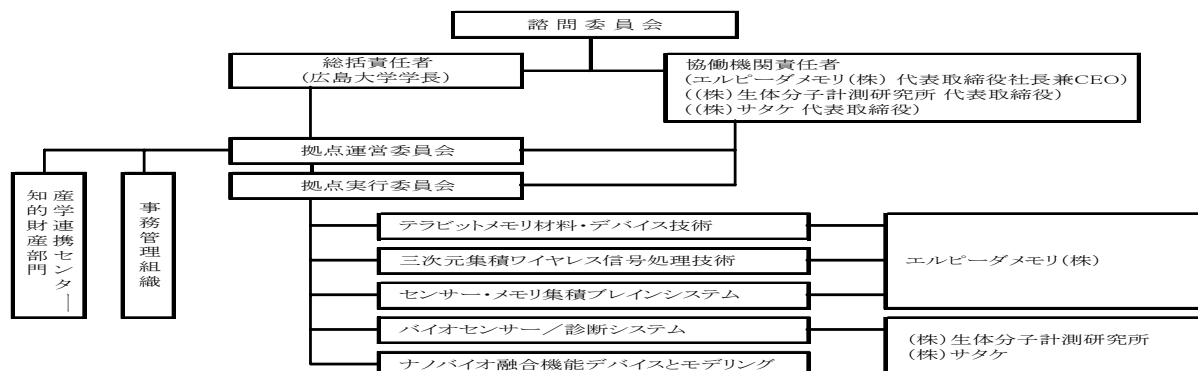 諮問委員会
総括責任者
(広島大学学長)
協働機関責任者
(エルピーダメモリ(株) 代表取締役社長兼CEO)
((株)生体分子計測研究所 代表取締役)
((株)サタケ 代表取締役)
拠点運営委員会
拠点実行委員会
産学連携センター
知的財産部門
事務管理組織
テラビットメモリ材料・デバイス技術
三次元集積ワイヤレス信号処理技術
センサー・メモリ集積ブレインシステム
エルピーダメモリ(株)
バイオセンサー／診断システム
ナノバイオ融合機能デバイスとモデリング
(株)生体分子計測研究所
(株)サタケ